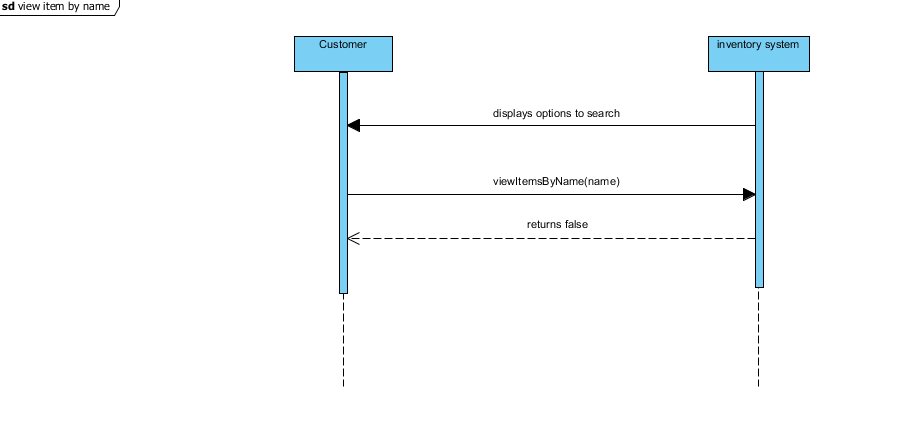 sd view item by name
Customer
inventory system
displays options to search
viewItemsByName(name)
returns false